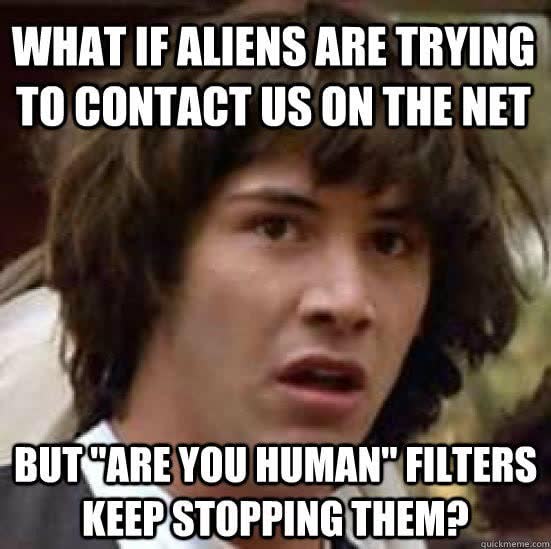 WHAT IF ALIENS ARE TRYING
TO CONTACT US ON THE NET
BUT "ARE YOU HUMAN" FILTERS
KEEP STOPPING THEM?
quickmeme.com